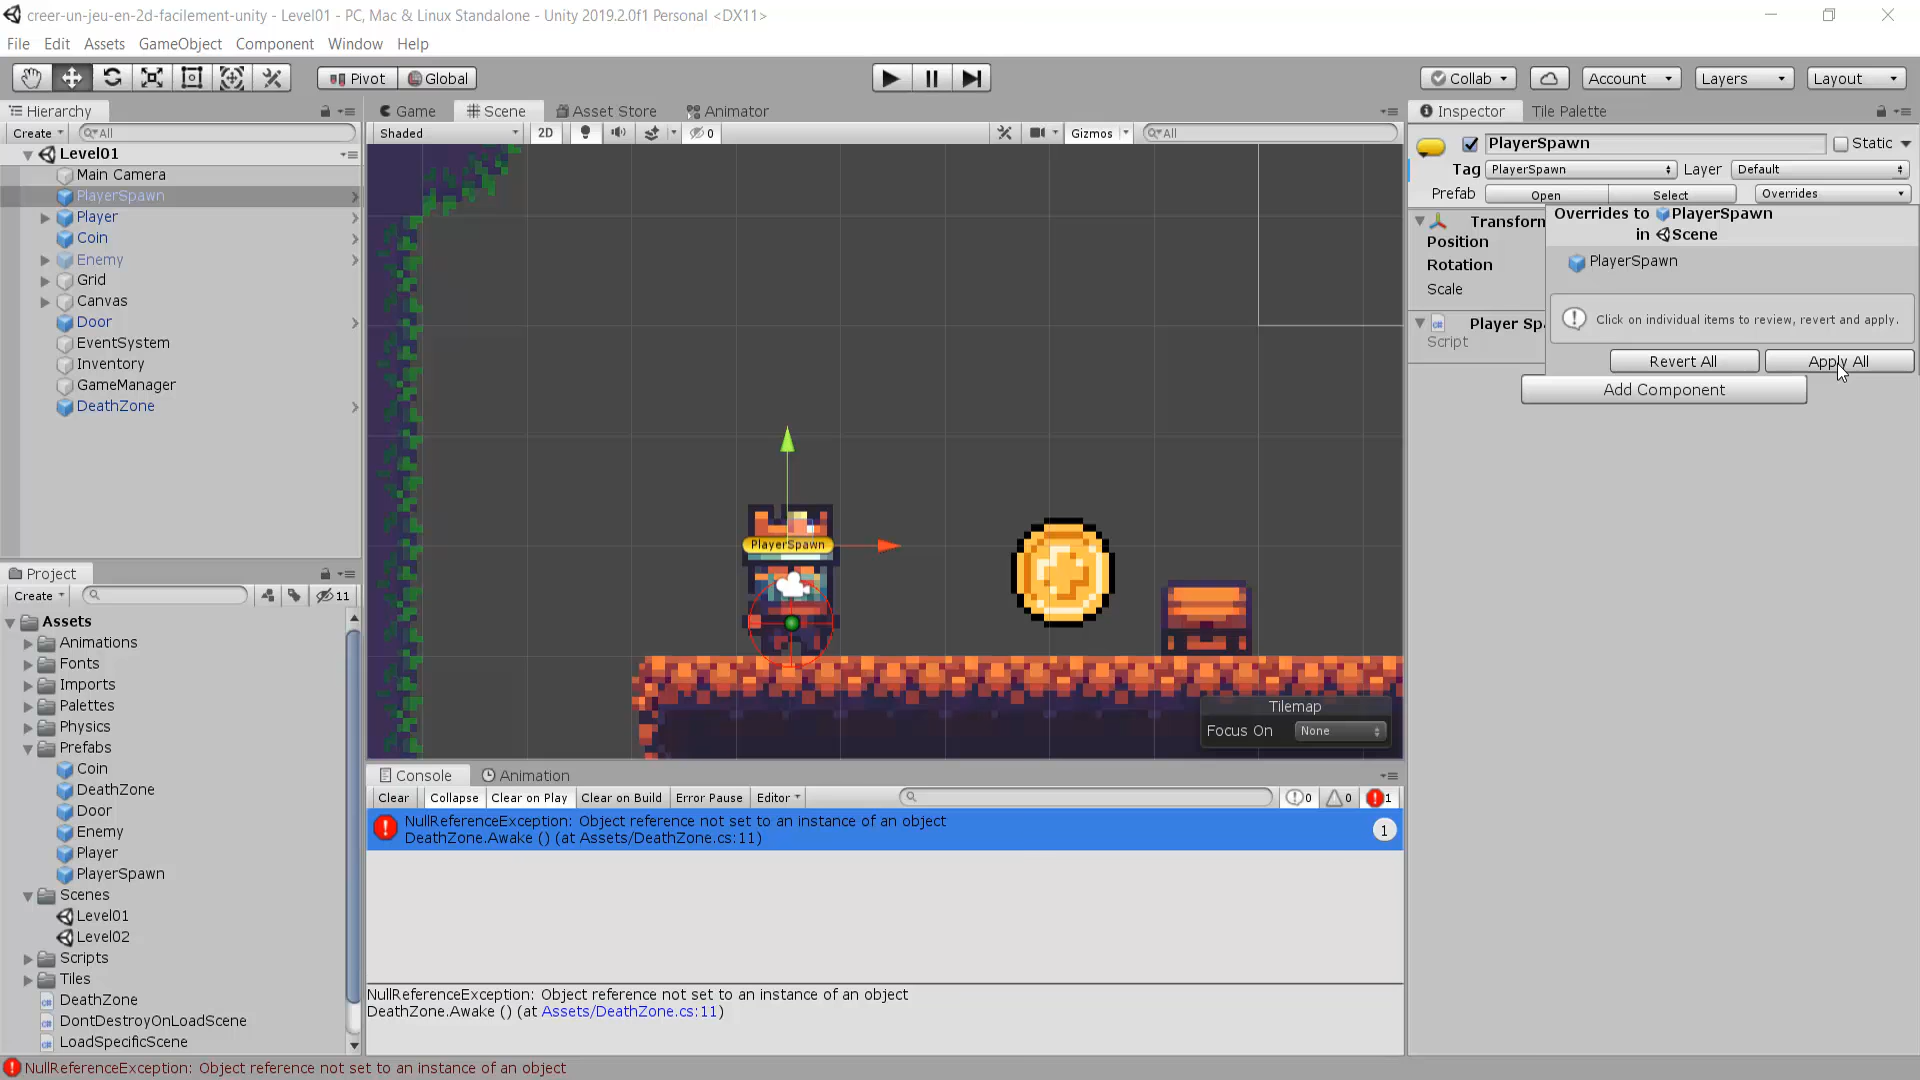 creer-un-jeu-en-2d-facilement-unity - Level01 - PC, Mac & Linux Standalone - Unity 2019.2.0f1 Personal <DX11>
File Edit Assets GameObject Component Window Help
Pivot Global Collab Account Layers Layout
Hierarchy
Create All
Level01
Main Camera
PlayerSpawn
Player
Coin
Enemy
Grid
Canvas
Door
EventSystem
Inventory
GameManager
DeathZone
Game Scene Asset Store Animator
Shaded 2D 0 Gizmos All
PlayerSpawn
Tilemap
Focus On None
Inspector Tile Palette
PlayerSpawn Static
Tag PlayerSpawn Layer Default
Prefab Open Select Overrides
Transform
Position
Rotation
Scale
Player Sp
Script
Overrides to PlayerSpawn
in Scene
PlayerSpawn
Click on individual items to review, revert and apply.
Revert All Apply All
Add Component
Project
Create 11
Assets
Animations
Fonts
Imports
Palettes
Physics
Prefabs
Coin
DeathZone
Door
Enemy
Player
PlayerSpawn
Scenes
Level01
Level02
Scripts
Tiles
DeathZone
DontDestroyOnLoadScene
LoadSpecificScene
Console Animation
Clear Collapse Clear on Play Clear on Build Error Pause Editor 0 0 1
NullReferenceException: Object reference not set to an instance of an object
DeathZone.Awake () (at Assets/DeathZone.cs:11)
1
NullReferenceException: Object reference not set to an instance of an object
DeathZone.Awake () (at Assets/DeathZone.cs:11)
NullReferenceException: Object reference not set to an instance of an object